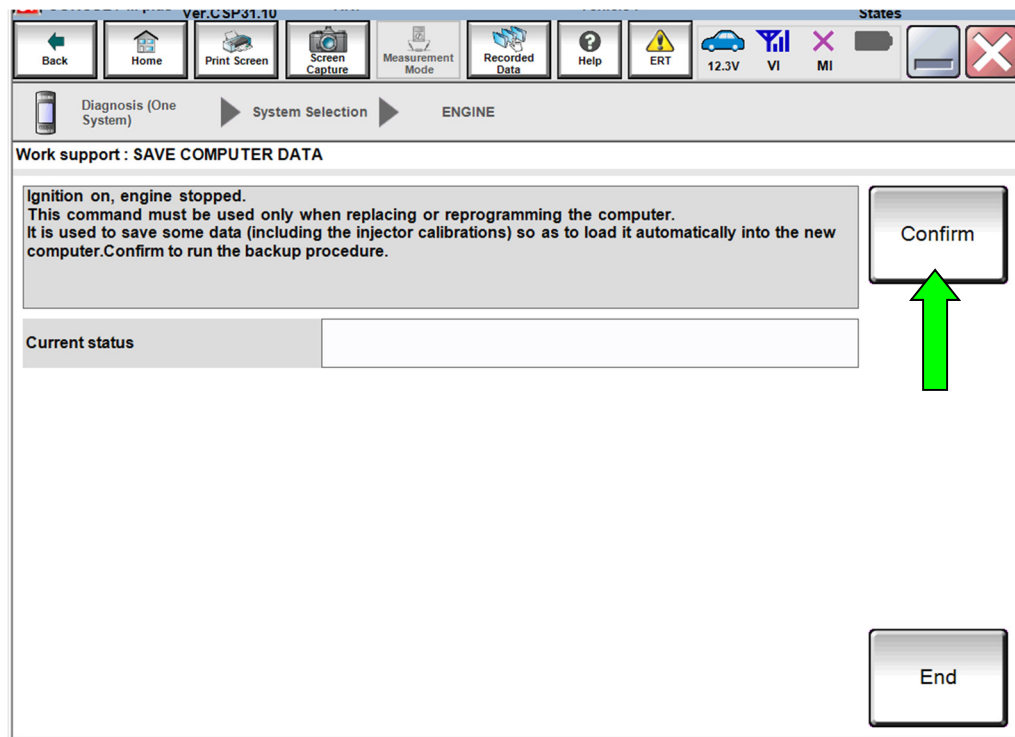 Ver.CSP31.10
States
Back
Home
Print Screen
Screen
Capture
Measurement
Mode
Recorded
Data
Help
ERT
12.3V
VI
MI
Diagnosis (One
System)
System Selection
ENGINE
Work support : SAVE COMPUTER DATA
Ignition on, engine stopped.
This command must be used only when replacing or reprogramming the computer.
It is used to save some data (including the injector calibrations) so as to load it automatically into the new
computer.Confirm to run the backup procedure.
Confirm
Current status
End